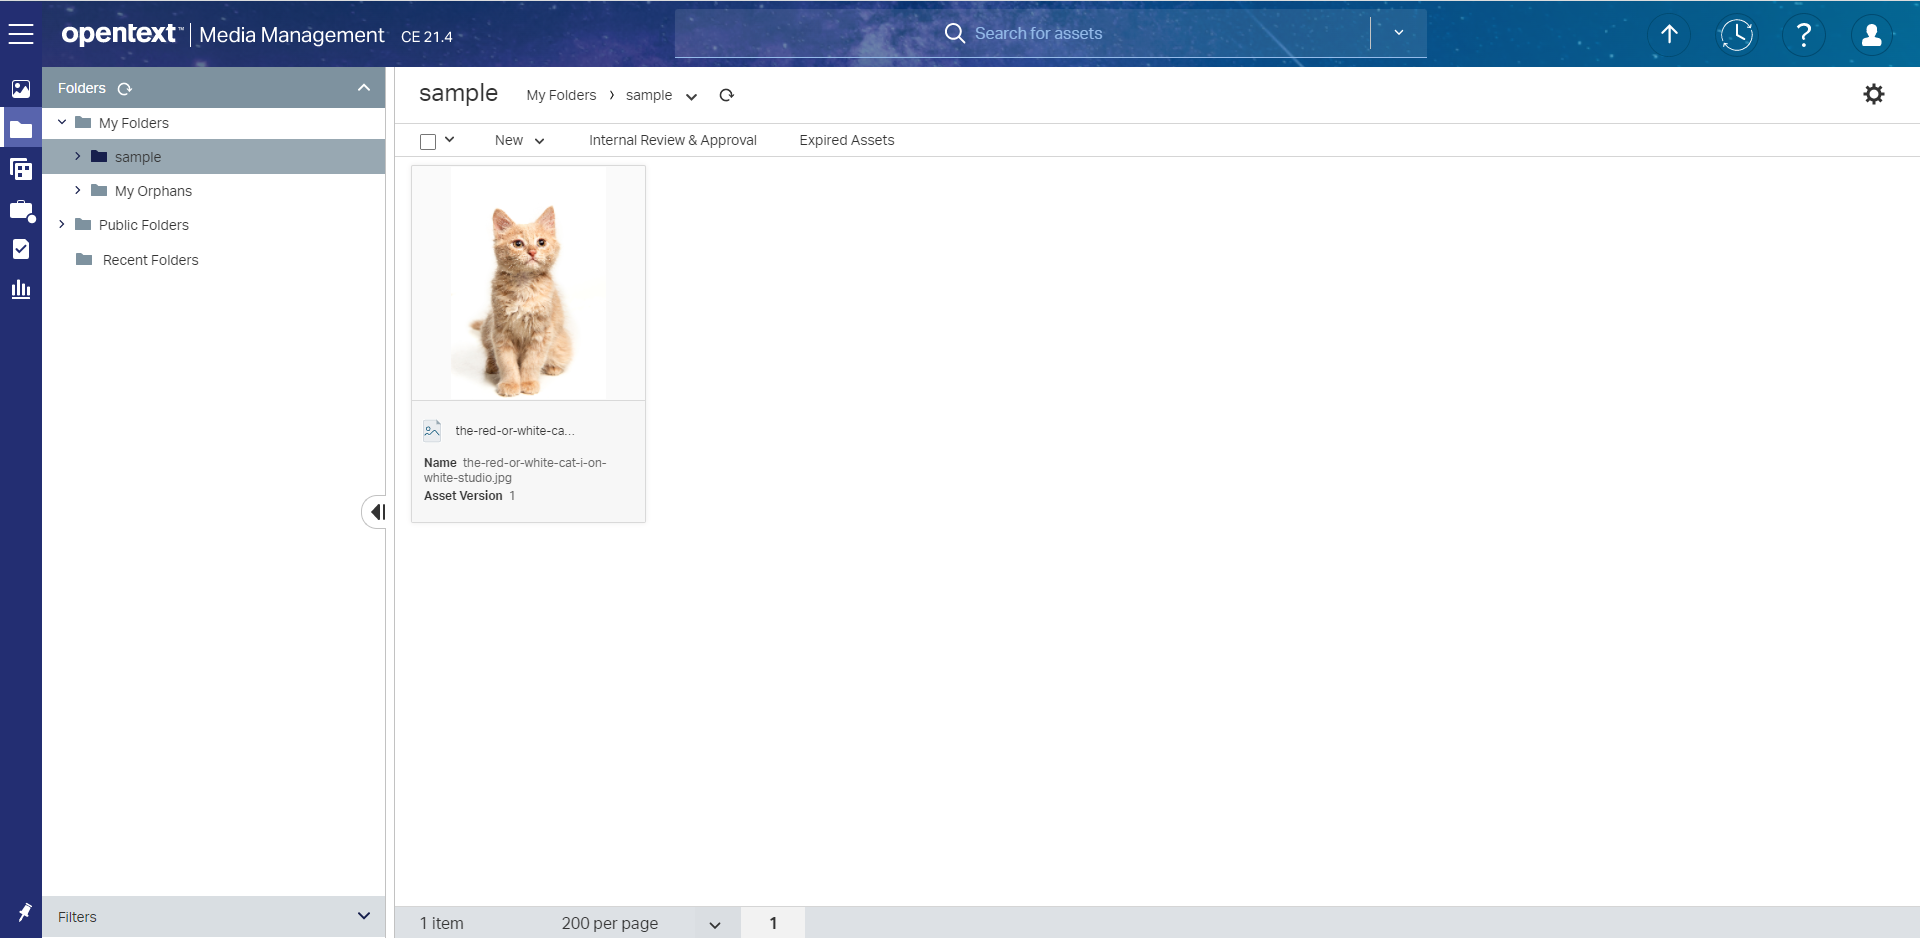 opentext™ Media Management CE 21.4
Search for assets
?
Folders
My Folders
sample
My Orphans
Public Folders
Recent Folders
Filters
sample My Folders › sample
New Internal Review & Approval Expired Assets
the-red-or-white-ca...
Name the-red-or-white-cat-i-on-
white-studio.jpg
Asset Version 1
1 item 200 per page 1